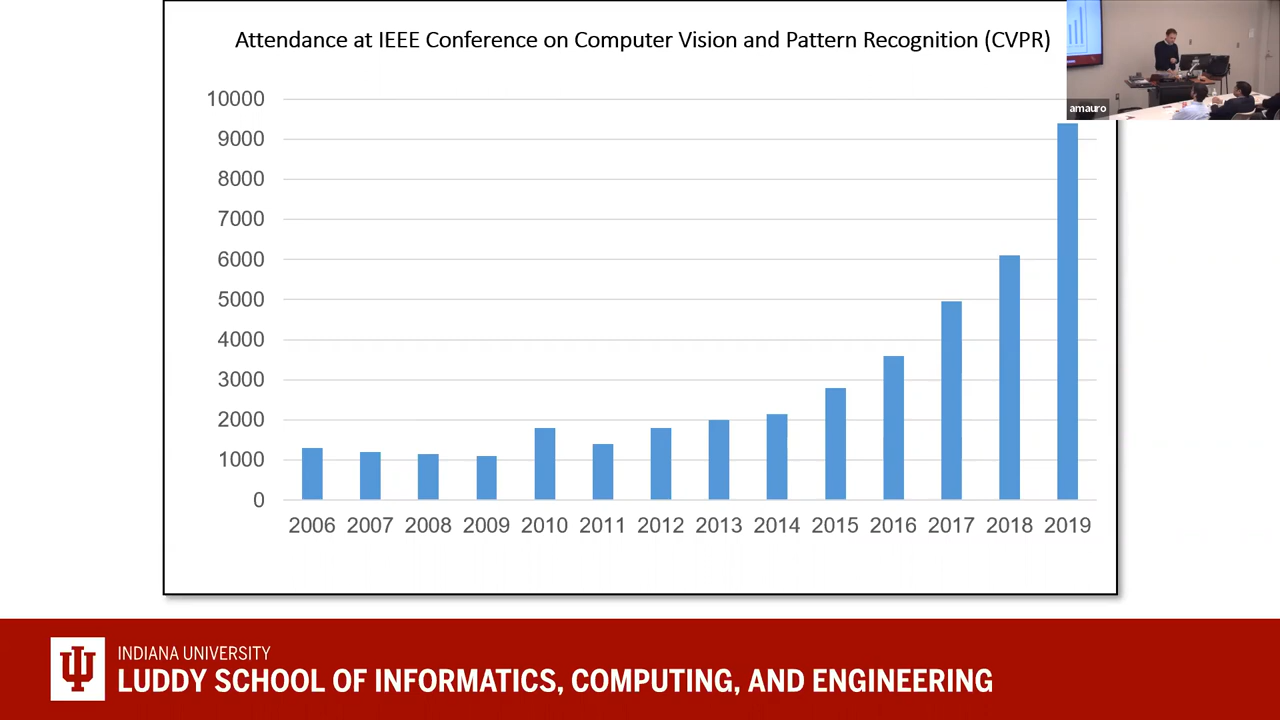 Attendance at IEEE Conference on Computer Vision and Pattern Recognition (CVPR)
amauro
10000
9000
8000
7000
6000
5000
4000
3000
2000
1000
0
2006 2007 2008 2009 2010 2011 2012 2013 2014 2015 2016 2017 2018 2019
INDIANA UNIVERSITY
LUDDY SCHOOL OF INFORMATICS, COMPUTING, AND ENGINEERING